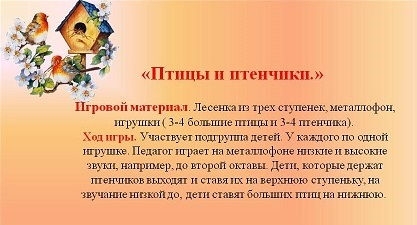 «Птицы и птенчики.»
Игровой материал. Лесенка из трех ступенек, металлофон,
игрушки ( 3-4 большие птицы и 3-4 птенчика).
Ход игры. Участвует подгруппа детей. У каждого по одной
игрушке. Педагог играет на металлофоне низкие и высокие
звуки, например, до второй октавы. Дети, которые держат
птенчиков выходят и ставя их на верхнюю ступеньку, на
звучание низкой до, дети ставят больших птиц на нижнюю.